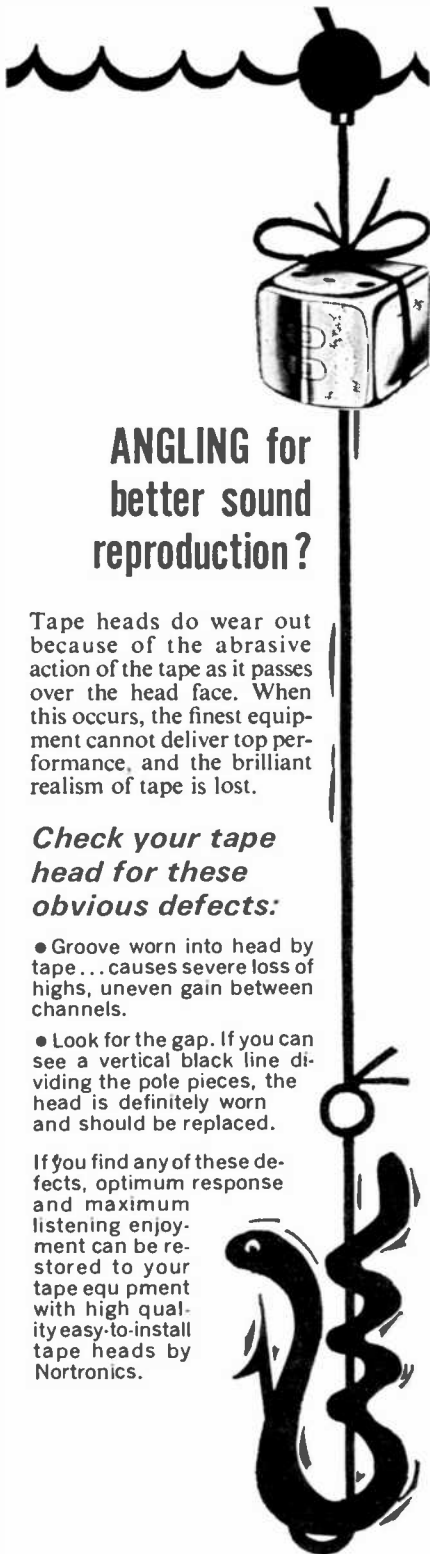 ANGLING for
better sound
reproduction?
Tape heads do wear out
because of the abrasive
action of the tape as it passes
over the head face. When
this occurs, the finest equip-
ment cannot deliver top per-
formance, and the brilliant
realism of tape is lost.
Check your tape
head for these
obvious defects:
• Groove worn into head by
tape...causes severe loss of
highs, uneven gain between
channels.
• Look for the gap. If you can
see a vertical black line di-
viding the pole pieces, the
head is definitely worn
and should be replaced.
If you find any of these de-
fects, optimum response
and maximum
listening enjoy-
ment can be re-
stored to your
tape equ pment
with high qual-
ity easy-to-install
tape heads by
Nortronics.